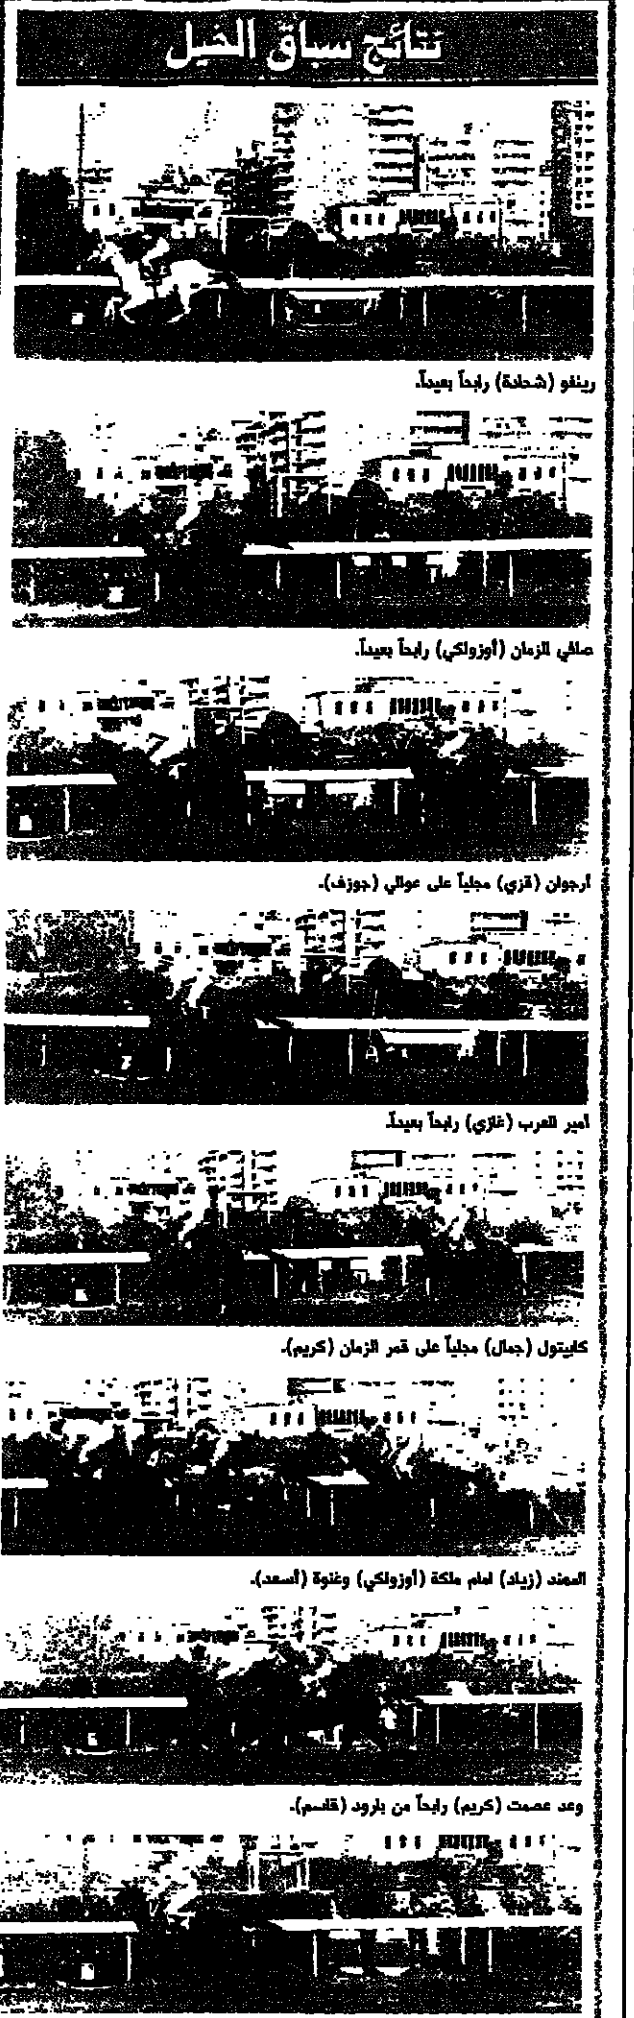 نتائج سباق الخيل
رينغو (شحادة) رابحاً بعيداً.
صافي الزمان (أوزولكي) رابحاً بعيداً.
أرجوان (قزي) مجلياً على عوالي (جوزف).
أمير العرب (غازي) رابحاً بعيداً.
كابيتول (جمال) مجلياً على قمر الزمان (كريم).
المهند (زياد) امام ملكة (أوزولكي) وغنوة (أسعد).
وعد عصمت (كريم) رابحاً من بارود (قاسم).